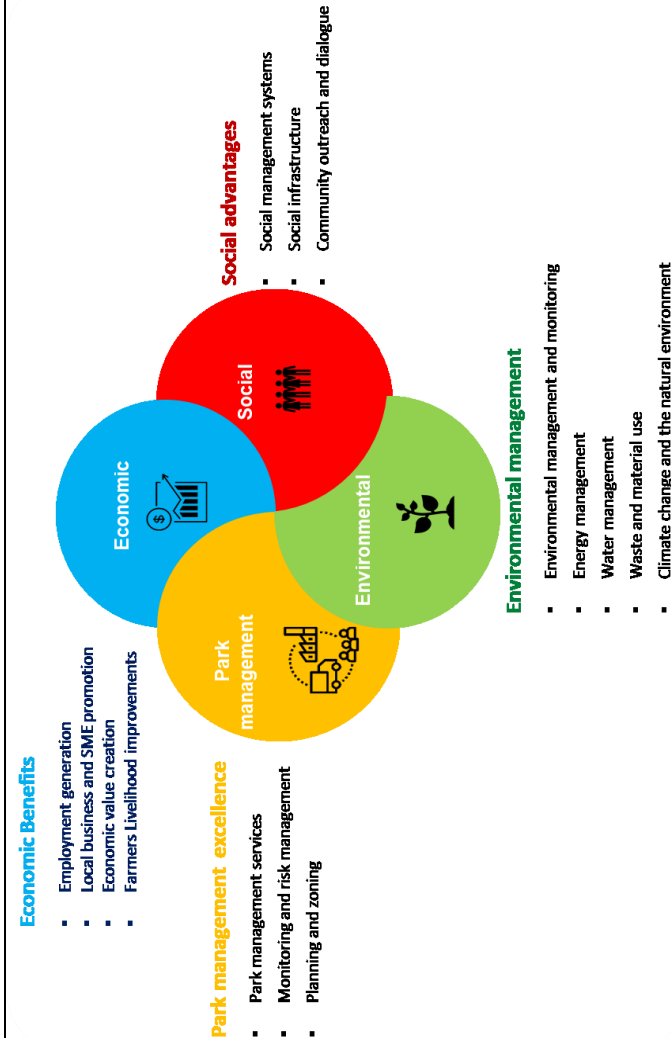 Economic Benefits
▪ Employment generation
▪ Local business and SME promotion
▪ Economic value creation
▪ Farmers Livelihood improvements
Economic
$
Social advantages
▪ Social management systems
▪ Social infrastructure
▪ Community outreach and dialogue
Social
Park management excellence
▪ Park management services
▪ Monitoring and risk management
▪ Planning and zoning
Park
management
Environmental
Environmental management
▪ Environmental management and monitoring
▪ Energy management
▪ Water management
▪ Waste and material use
▪ Climate change and the natural environment